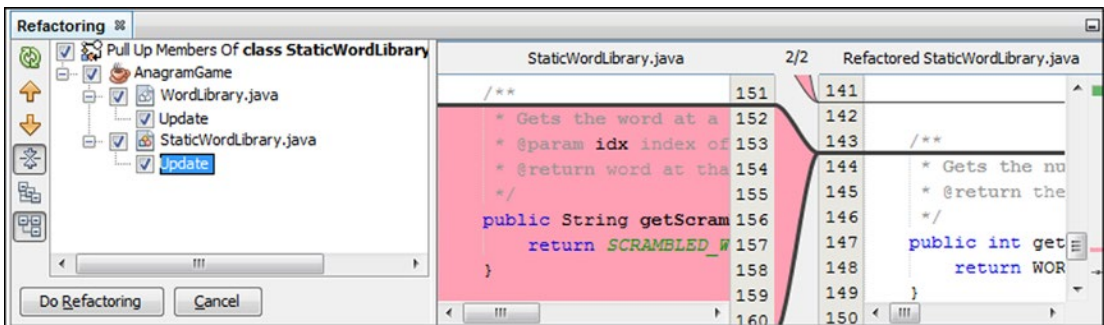 Refactoring
Pull Up Members Of class StaticWordLibrary
AnagramGame
WordLibrary.java
Update
StaticWordLibrary.java
Update
Do Refactoring
Cancel
StaticWordLibrary.java
2/2
Refactored StaticWordLibrary.java
/** 151
* Gets the word at a 152
* @param idx index of 153
* @return word at tha 154
*/ 155
public String getScram 156
return SCRAMBLED_W 157
} 158
159
160
141
142
143 /**
144 * Gets the nu
145 * @return the
146 */
147 public int get
148 return WOR
149 }
150